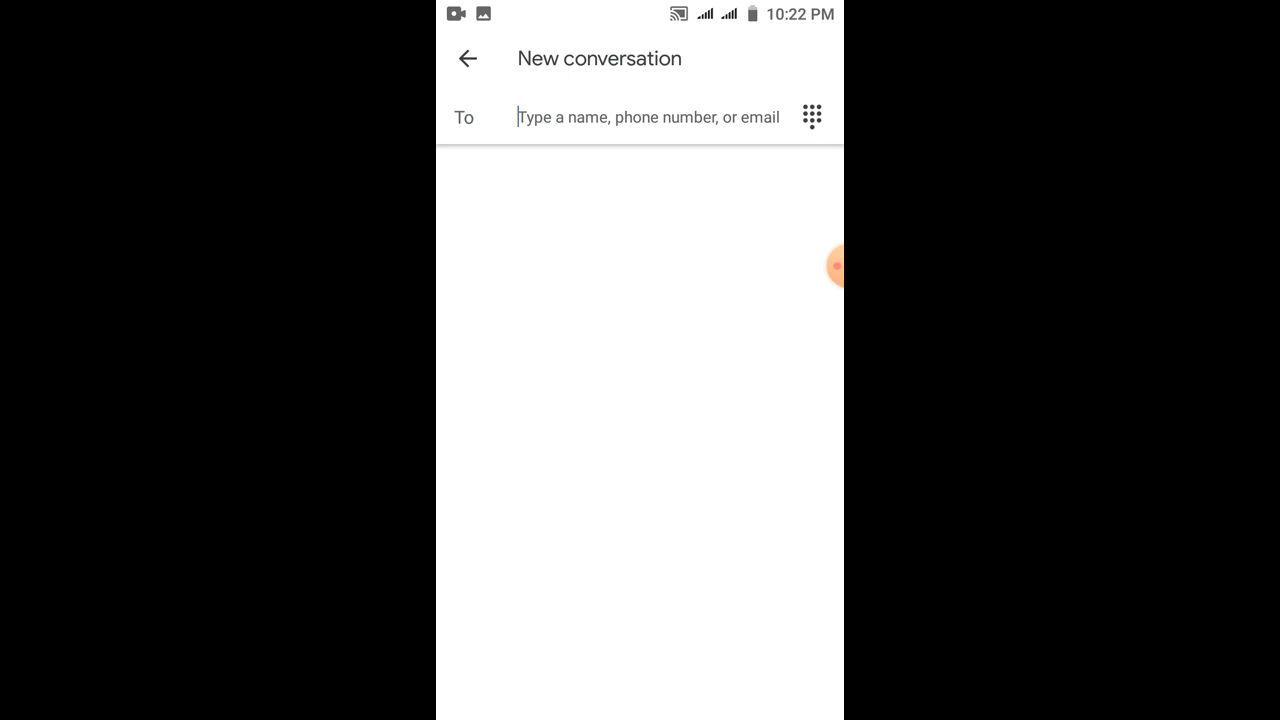 10:22 PM
New conversation
To Type a name, phone number, or email